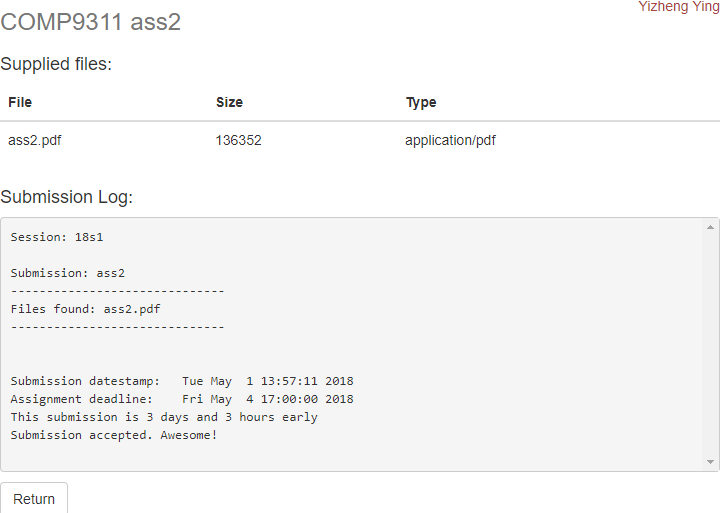 Yizheng Ying
COMP9311 ass2
Supplied files:
File Size Type
ass2.pdf 136352 application/pdf
Submission Log:
Session: 18s1
Submission: ass2
------------------------------
Files found: ass2.pdf
------------------------------
Submission datestamp:   Tue May  1 13:57:11 2018
Assignment deadline:    Fri May  4 17:00:00 2018
This submission is 3 days and 3 hours early
Submission accepted. Awesome!
Return